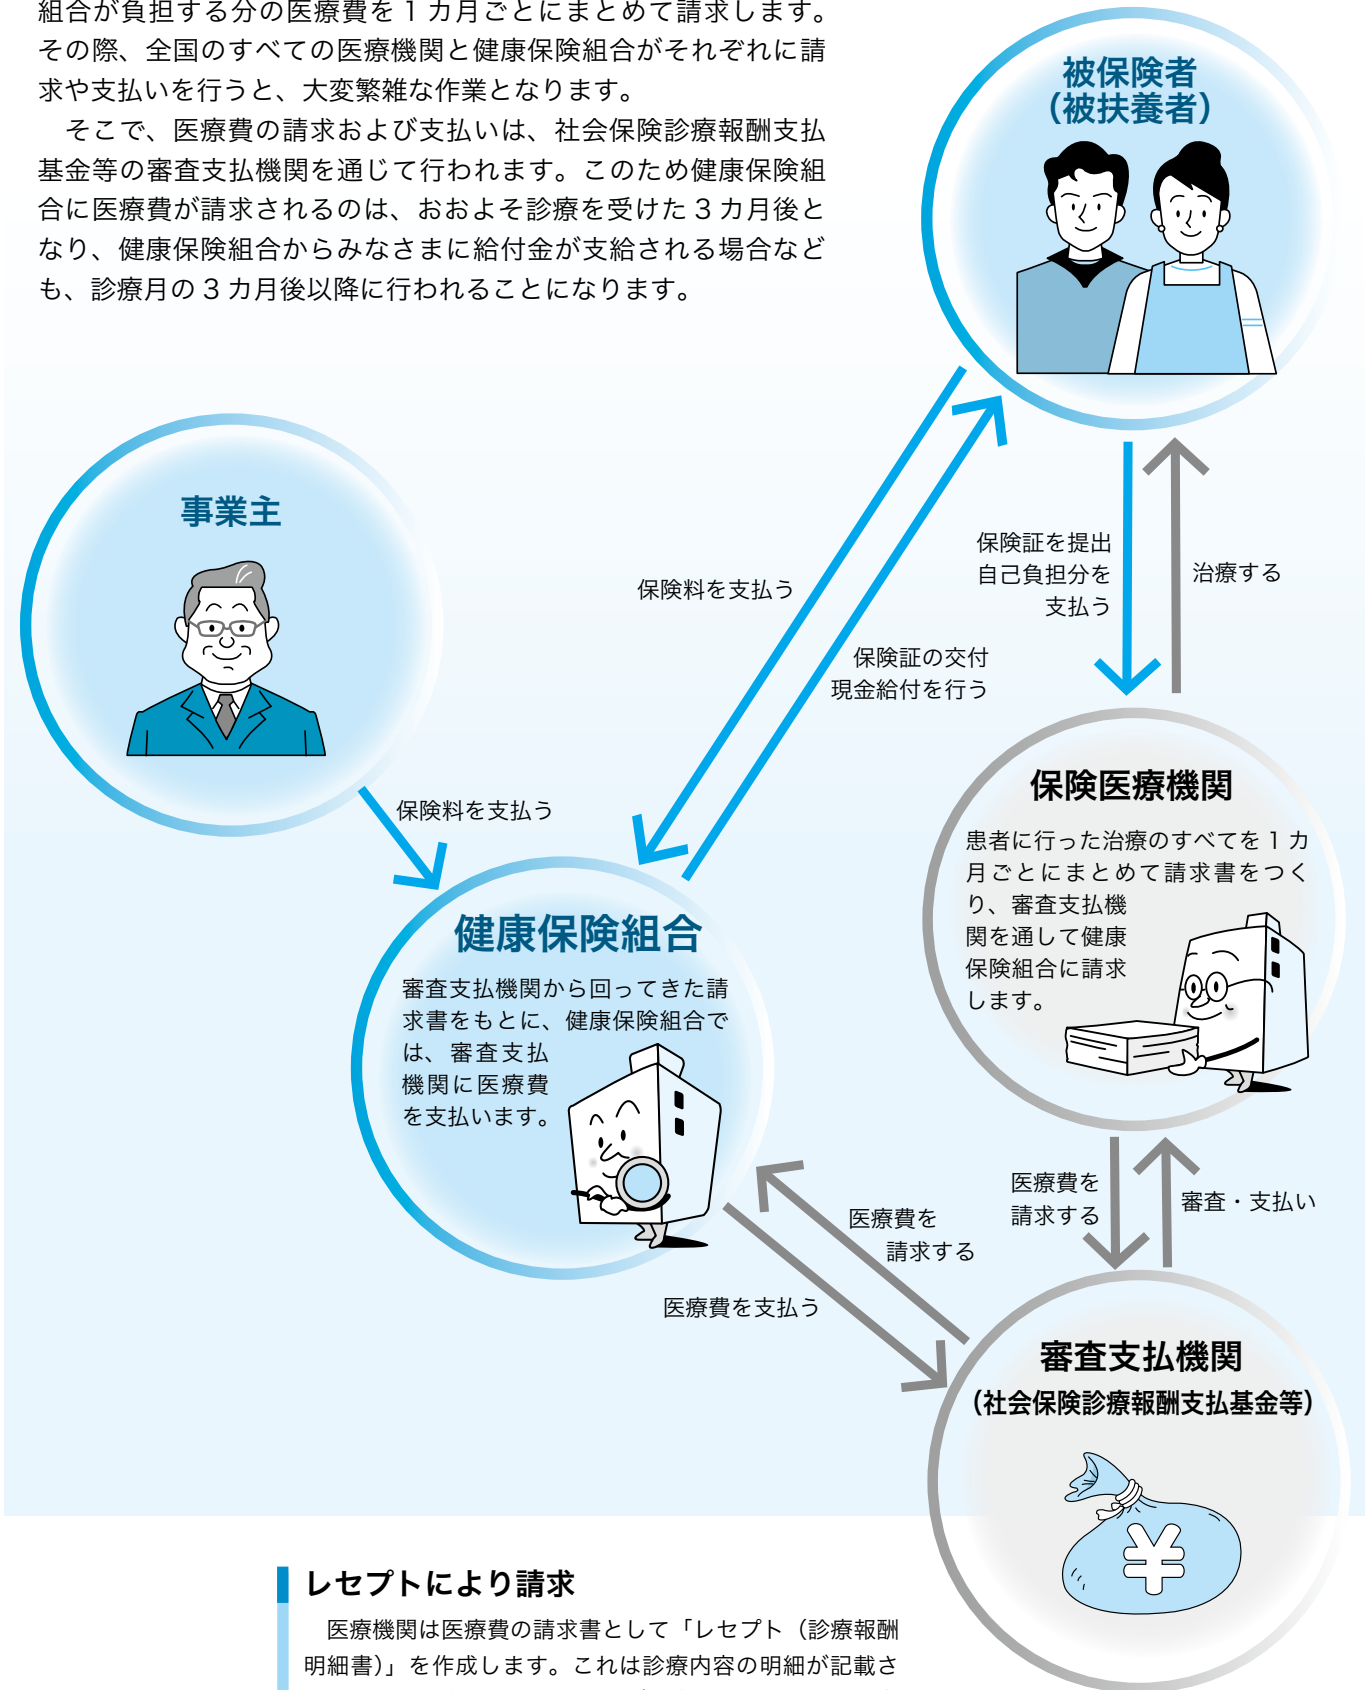 組合が負担する分の医療費を１カ月ごとにまとめて請求します。
その際、全国のすべての医療機関と健康保険組合がそれぞれに請
求や支払いを行うと、大変繁雑な作業となります。
　そこで、医療費の請求および支払いは、社会保険診療報酬支払
基金等の審査支払機関を通じて行われます。このため健康保険組
合に医療費が請求されるのは、おおよそ診療を受けた３カ月後と
なり、健康保険組合からみなさまに給付金が支給される場合など
も、診療月の３カ月後以降に行われることになります。
被保険者
（被扶養者）
事業主
保険料を支払う
保険証の交付
現金給付を行う
保険証を提出
自己負担分を
支払う
治療する
保険料を支払う
保険医療機関
患者に行った治療のすべてを１カ
月ごとにまとめて請求書をつく
り、審査支払機
関を通して健康
保険組合に請求
します。
健康保険組合
審査支払機関から回ってきた請
求書をもとに、健康保険組合で
は、審査支払
機関に医療費
を支払います。
医療費を
請求する
審査・支払い
医療費を
請求する
医療費を支払う
審査支払機関
（社会保険診療報酬支払基金等）
¥
レセプトにより請求
　医療機関は医療費の請求書として「レセプト（診療報酬
明細書）」を作成します。これは診療内容の明細が記載さ